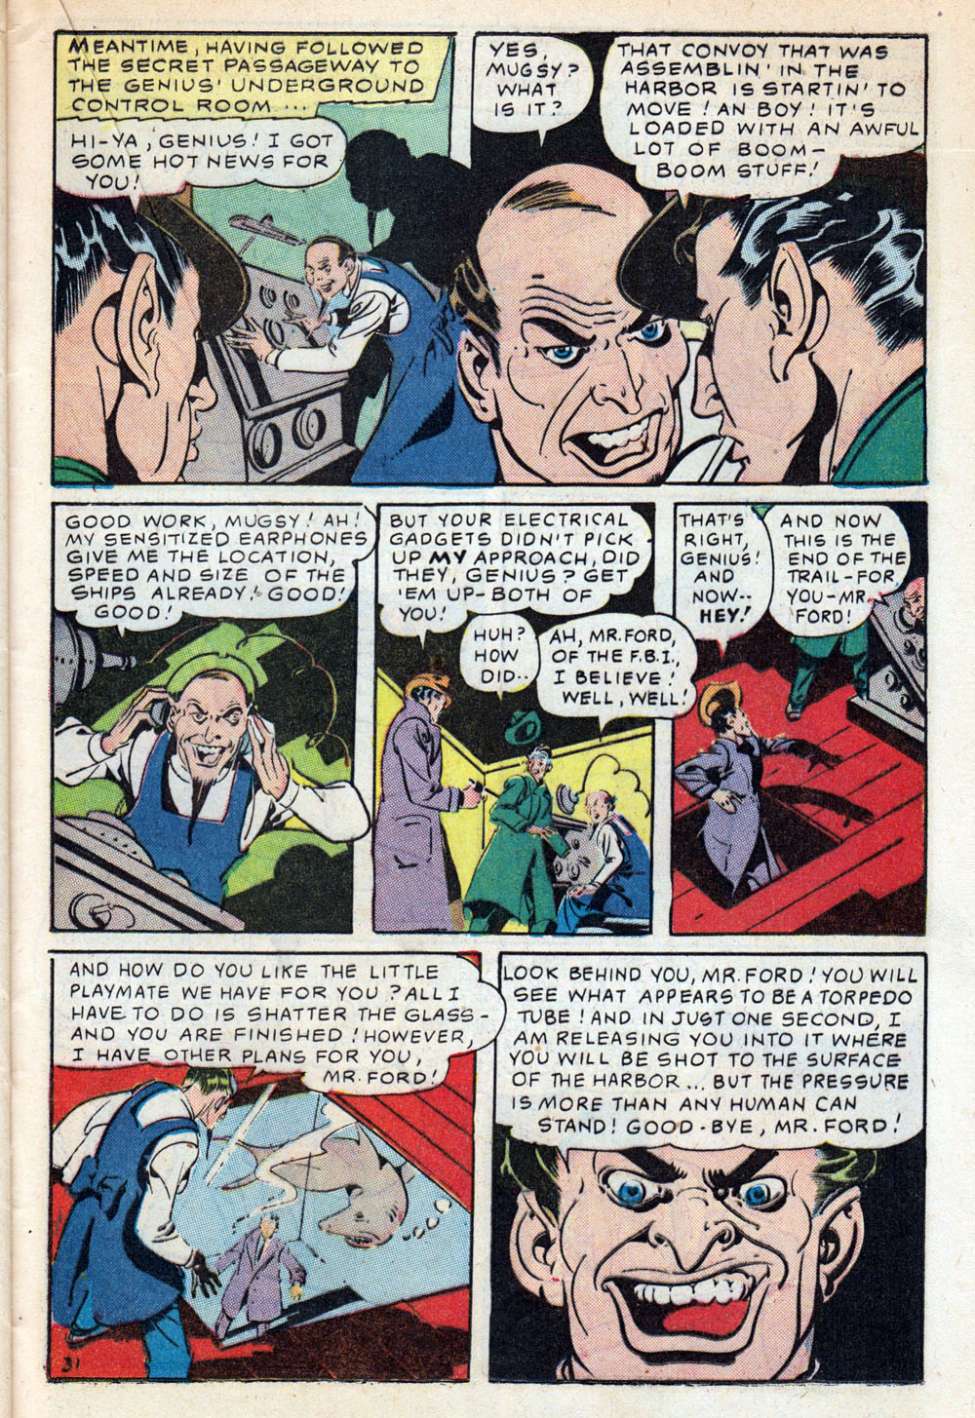 MEANTIME, HAVING FOLLOWED
THE SECRET PASSAGEWAY TO
THE GENIUS' UNDERGROUND
CONTROL ROOM ...
HI-YA, GENIUS! I GOT
SOME HOT NEWS FOR
YOU!
YES,
MUGSY?
WHAT
IS IT?
THAT CONVOY THAT WAS
ASSEMBLIN' IN THE
HARBOR IS STARTIN' TO
MOVE! AN BOY! IT'S
LOADED WITH AN AWFUL
LOT OF BOOM-
BOOM STUFF!
GOOD WORK, MUGSY! AH!
MY SENSITIZED EARPHONES
GIVE ME THE LOCATION,
SPEED AND SIZE OF THE
SHIPS ALREADY! GOOD!
GOOD!
BUT YOUR ELECTRICAL
GADGETS DIDN'T PICK
UP MY APPROACH, DID
THEY, GENIUS? GET
'EM UP-BOTH OF
YOU!
HUH?
HOW
DID--
AH, MR. FORD,
OF THE F.B.I.,
I BELIEVE!
WELL, WELL!
THAT'S
RIGHT,
GENIUS!
AND
NOW--
HEY!
AND NOW
THIS IS THE
END OF THE
TRAIL-FOR
YOU-MR.
FORD!
AND HOW DO YOU LIKE THE LITTLE
PLAYMATE WE HAVE FOR YOU? ALL I
HAVE TO DO IS SHATTER THE GLASS-
AND YOU ARE FINISHED! HOWEVER,
I HAVE OTHER PLANS FOR YOU,
MR. FORD!
31
LOOK BEHIND YOU, MR. FORD! YOU WILL
SEE WHAT APPEARS TO BE A TORPEDO
TUBE! AND IN JUST ONE SECOND, I
AM RELEASING YOU INTO IT WHERE
YOU WILL BE SHOT TO THE SURFACE
OF THE HARBOR... BUT THE PRESSURE
IS MORE THAN ANY HUMAN CAN
STAND! GOOD-BYE, MR. FORD!